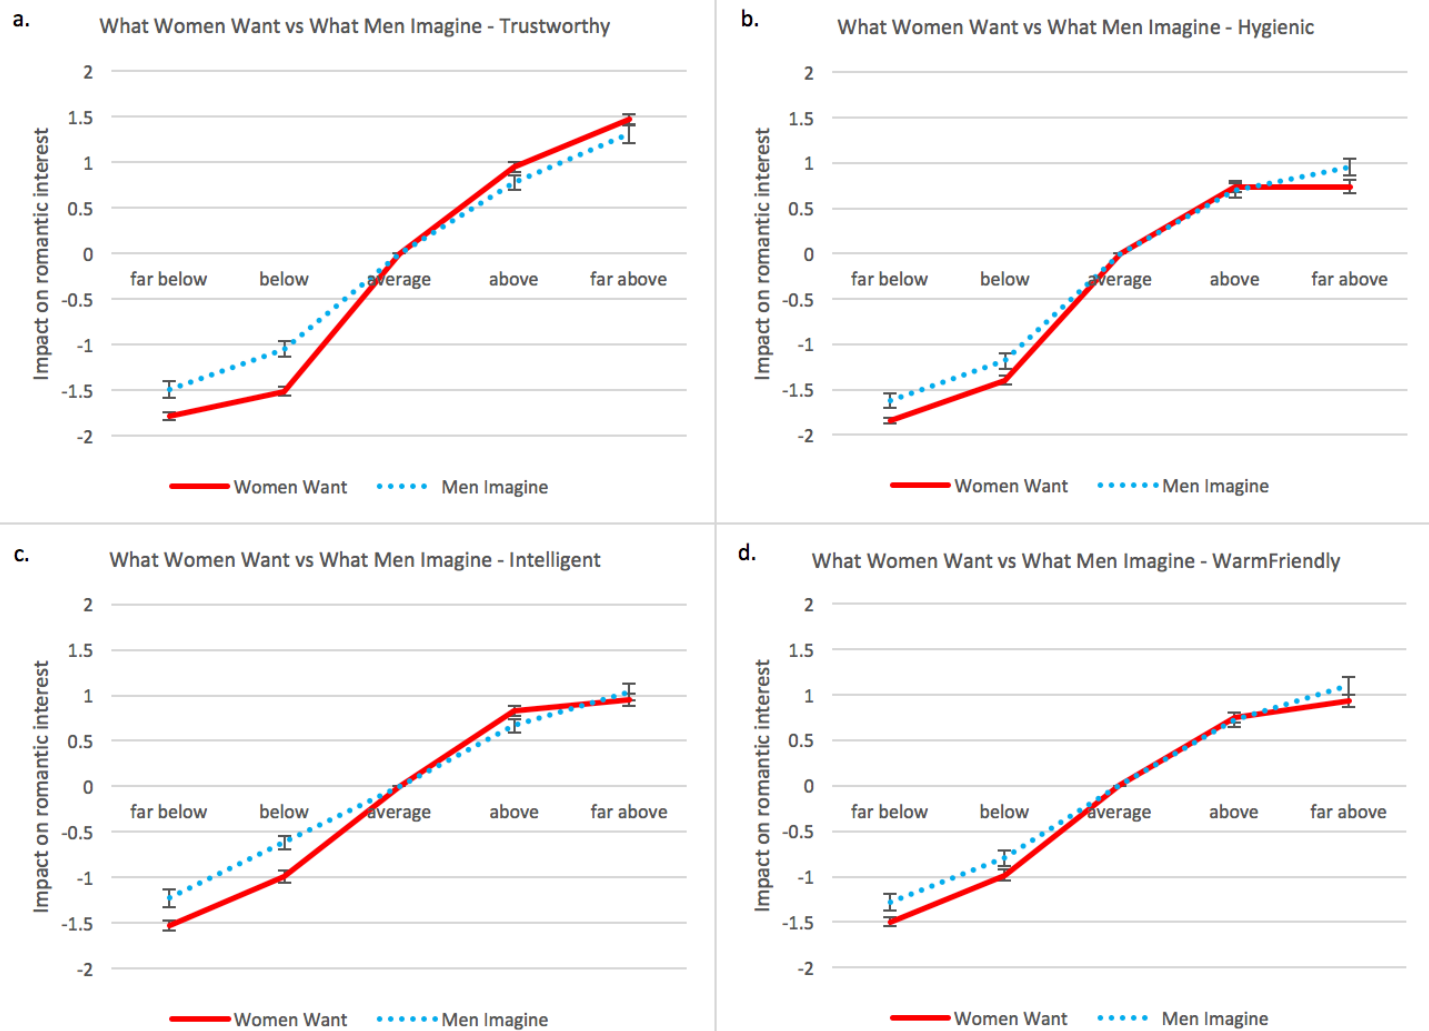 a.
What Women Want vs What Men Imagine - Trustworthy
Impact on romantic interest
2
1.5
1
0.5
0
-0.5
-1
-1.5
-2
far below below average above far above
Women Want Men Imagine
b.
What Women Want vs What Men Imagine - Hygienic
Impact on romantic interest
2
1.5
1
0.5
0
-0.5
-1
-1.5
-2
far below below average above far above
Women Want Men Imagine
c.
What Women Want vs What Men Imagine - Intelligent
Impact on romantic interest
2
1.5
1
0.5
0
-0.5
-1
-1.5
-2
far below below average above far above
Women Want Men Imagine
d.
What Women Want vs What Men Imagine - WarmFriendly
Impact on romantic interest
2
1.5
1
0.5
0
-0.5
-1
-1.5
-2
far below below average above far above
Women Want Men Imagine